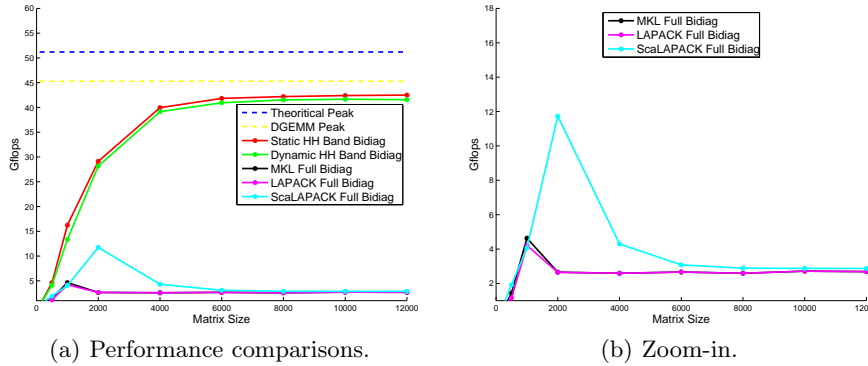 60
55
50
45
40
35
30
25
20
15
10
5
Gflops
Theoritical Peak
DGEMM Peak
Static HH Band Bidiag
Dynamic HH Band Bidiag
MKL Full Bidiag
LAPACK Full Bidiag
ScaLAPACK Full Bidiag
0 2000 4000 6000 8000 10000 12000
Matrix Size
(a) Performance comparisons.
18
16
14
12
10
8
6
4
2
Gflops
MKL Full Bidiag
LAPACK Full Bidiag
ScaLAPACK Full Bidiag
0 2000 4000 6000 8000 10000 1200
Matrix Size
(b) Zoom-in.